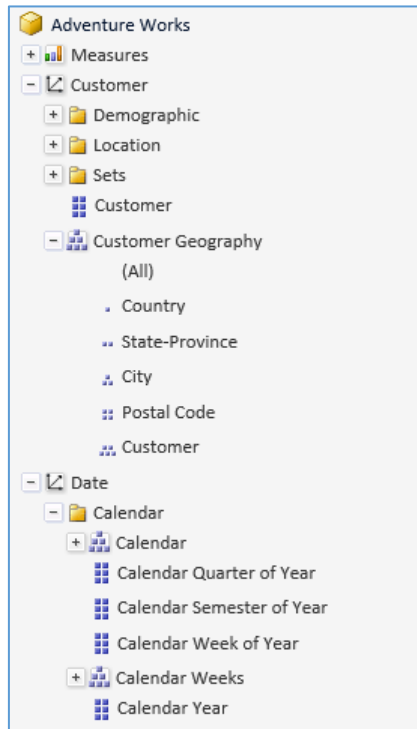 Adventure Works
Measures
Customer
Demographic
Location
Sets
Customer
Customer Geography
(All)
Country
State-Province
City
Postal Code
Customer
Date
Calendar
Calendar
Calendar Quarter of Year
Calendar Semester of Year
Calendar Week of Year
Calendar Weeks
Calendar Year